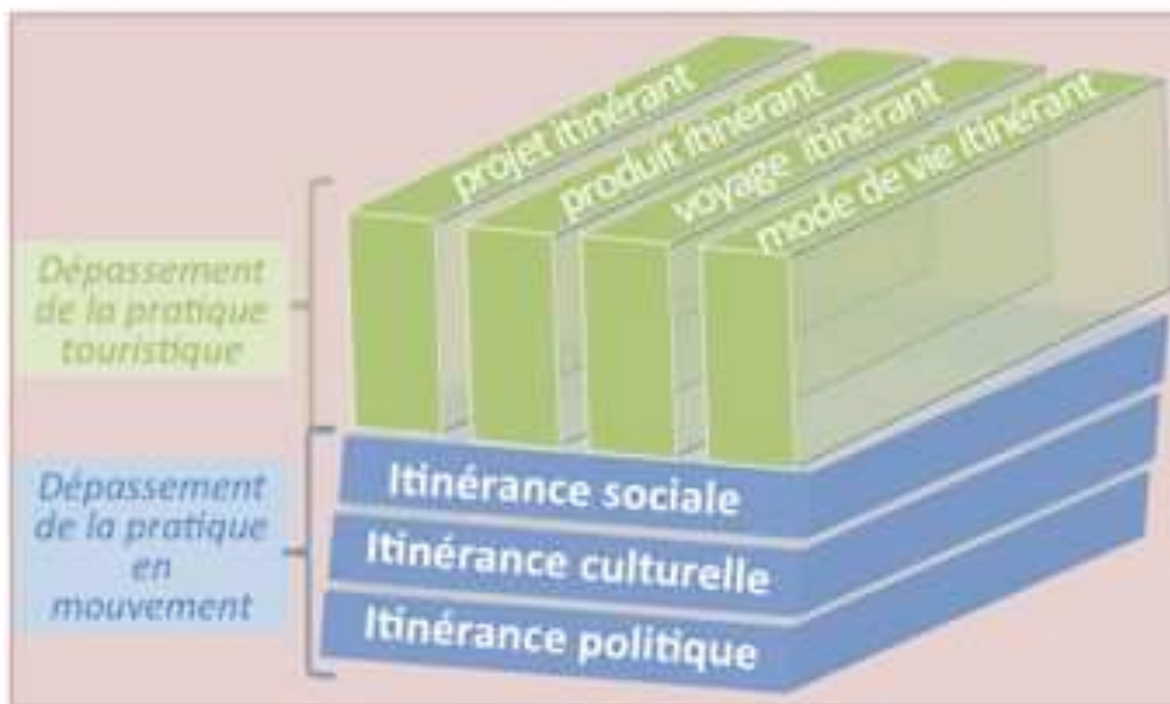 projet itinérant
produit itinérant
voyage itinérant
mode de vie itinérant
Dépassement
de la pratique
touristique
Dépassement
de la pratique
en
mouvement
Itinérance sociale
Itinérance culturelle
Itinérance politique